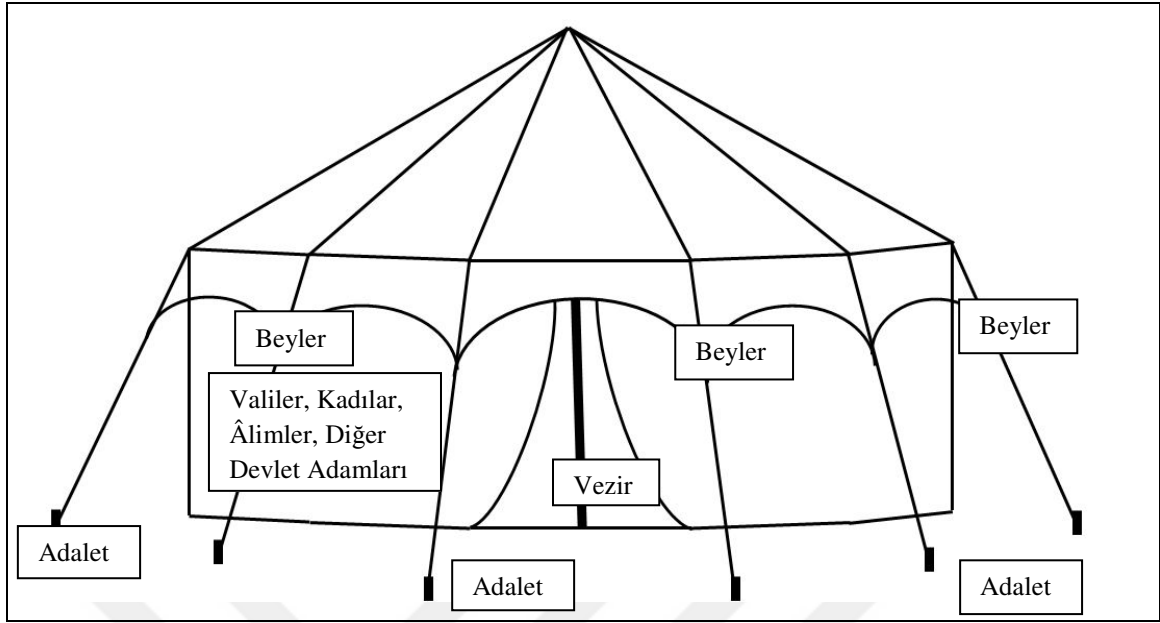 Beyler
Beyler
Beyler
Valiler, Kadılar,
Âlimler, Diğer
Devlet Adamları
Vezir
Adalet
Adalet
Adalet